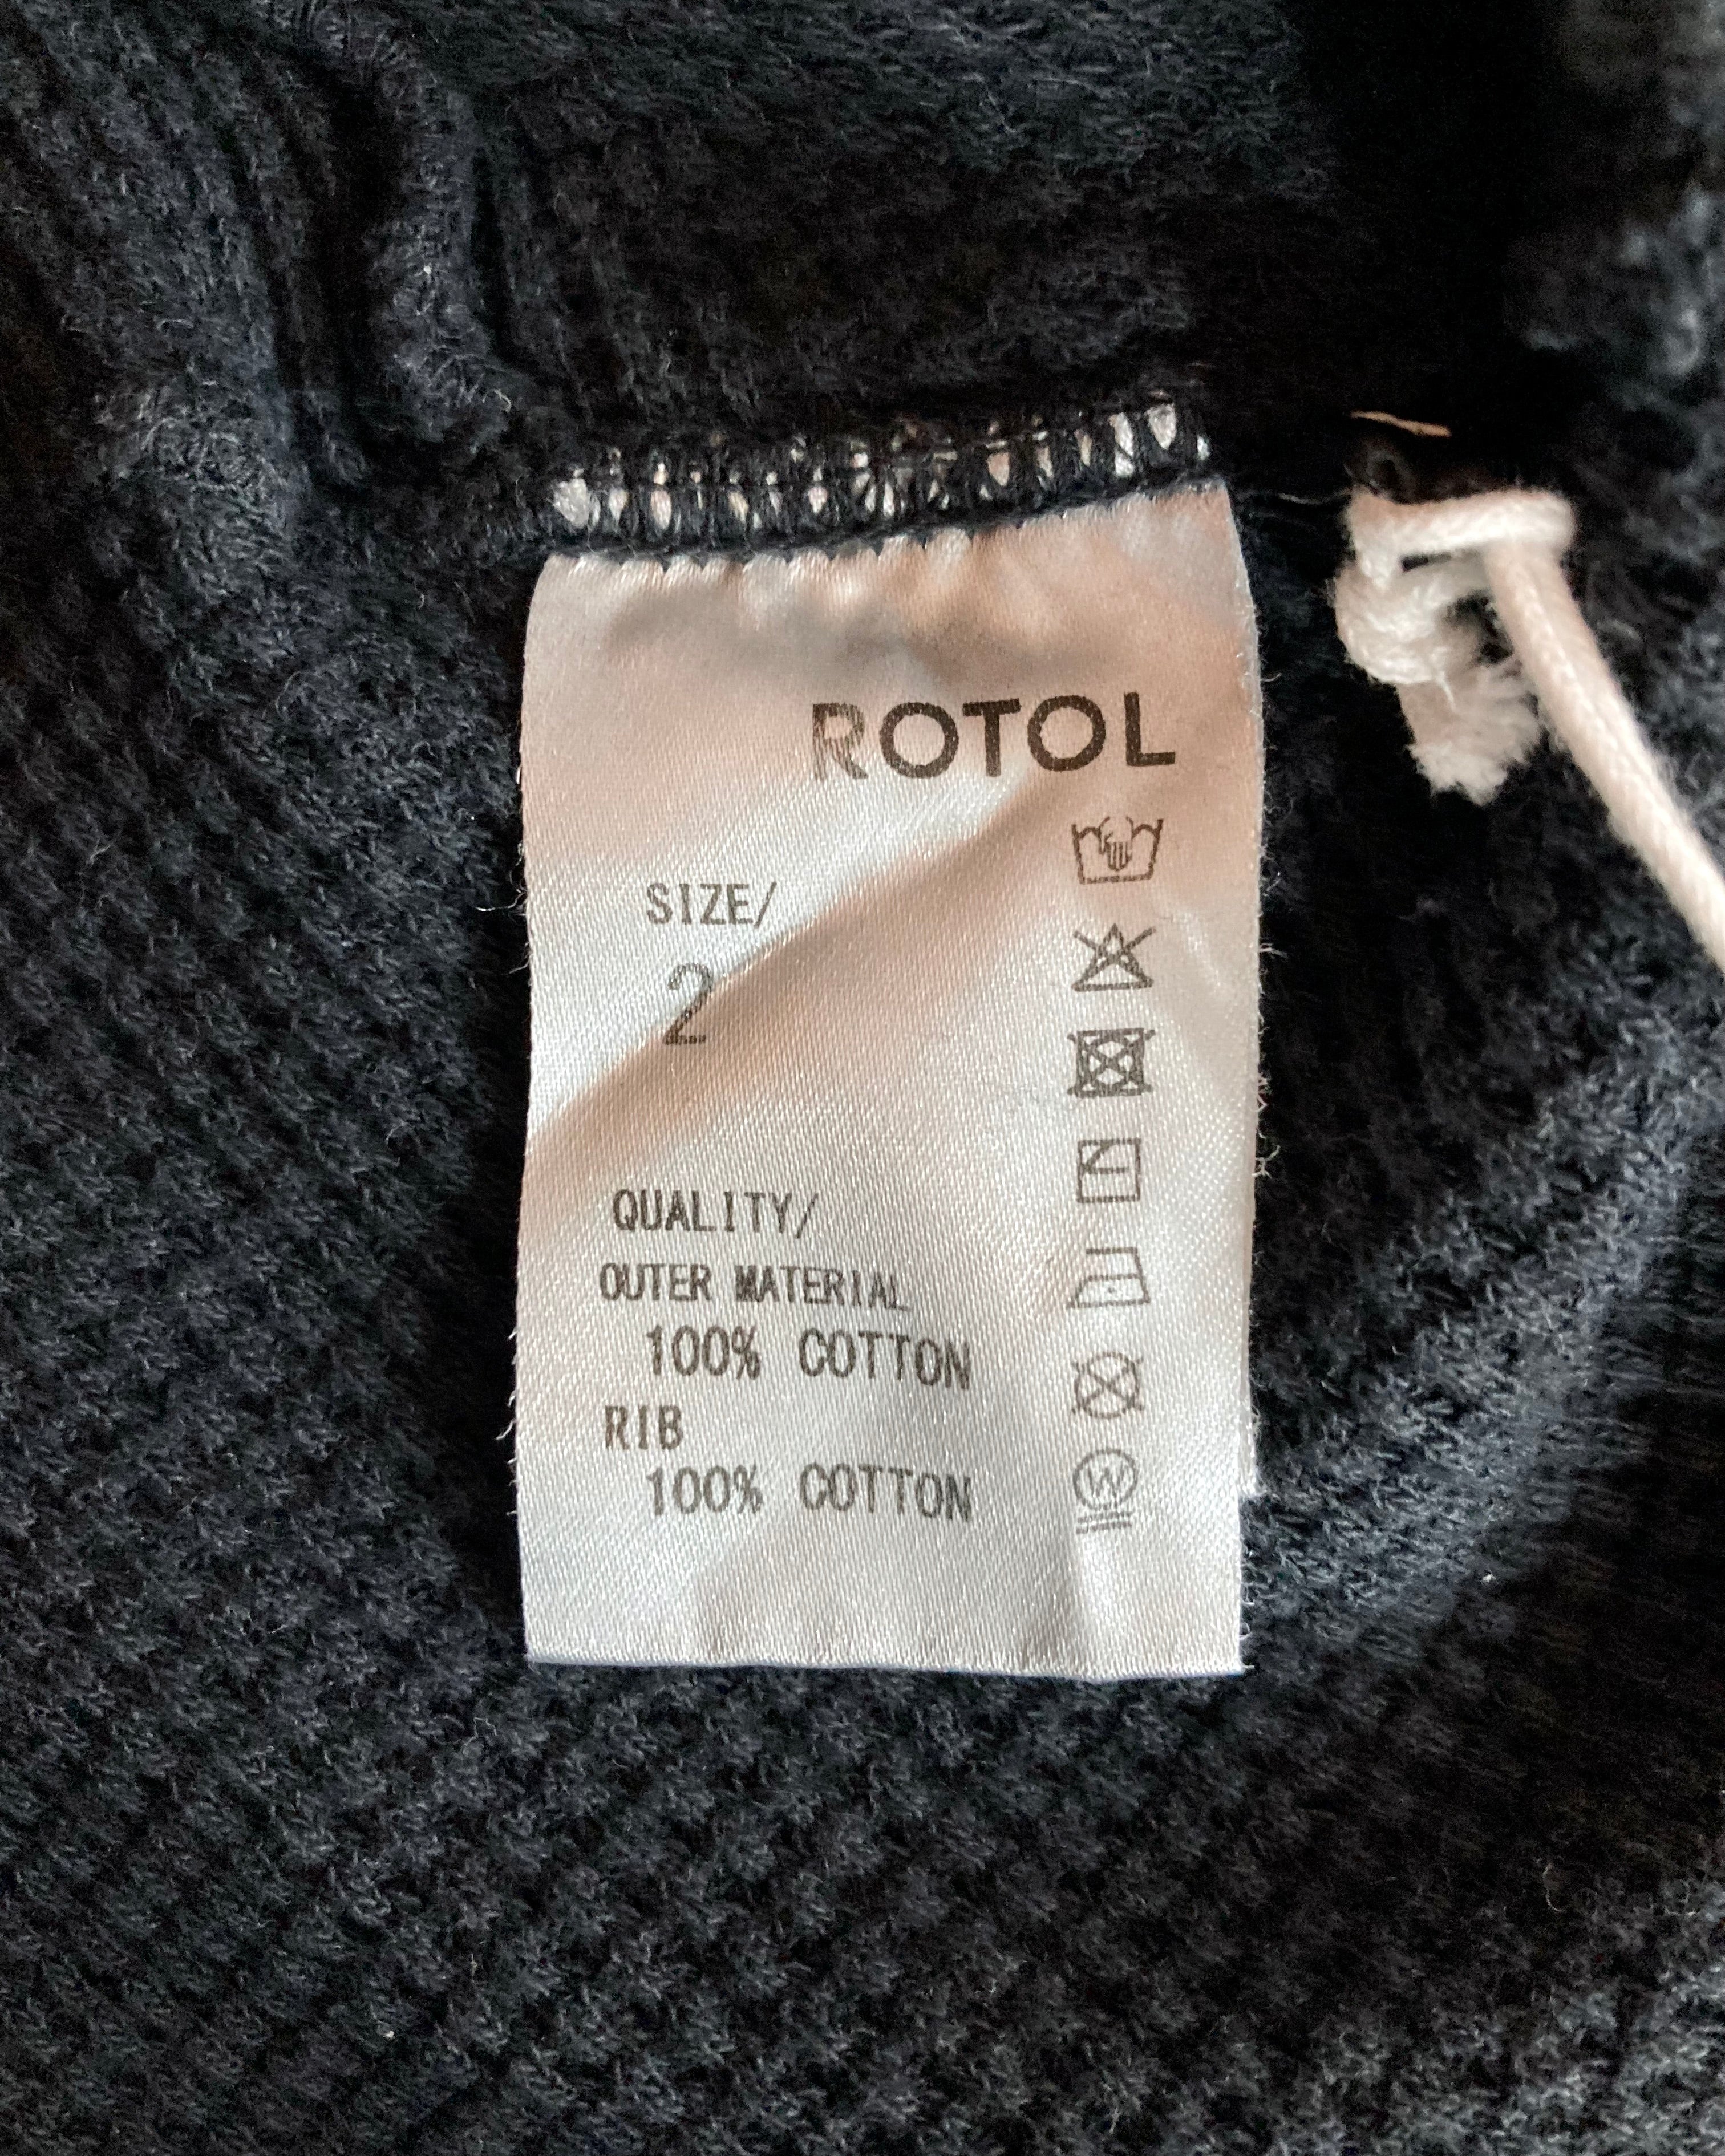 ROTOL
SIZE/
2
QUALITY/
OUTER MATERIAL
100% COTTON
RIB
100% COTTON
W